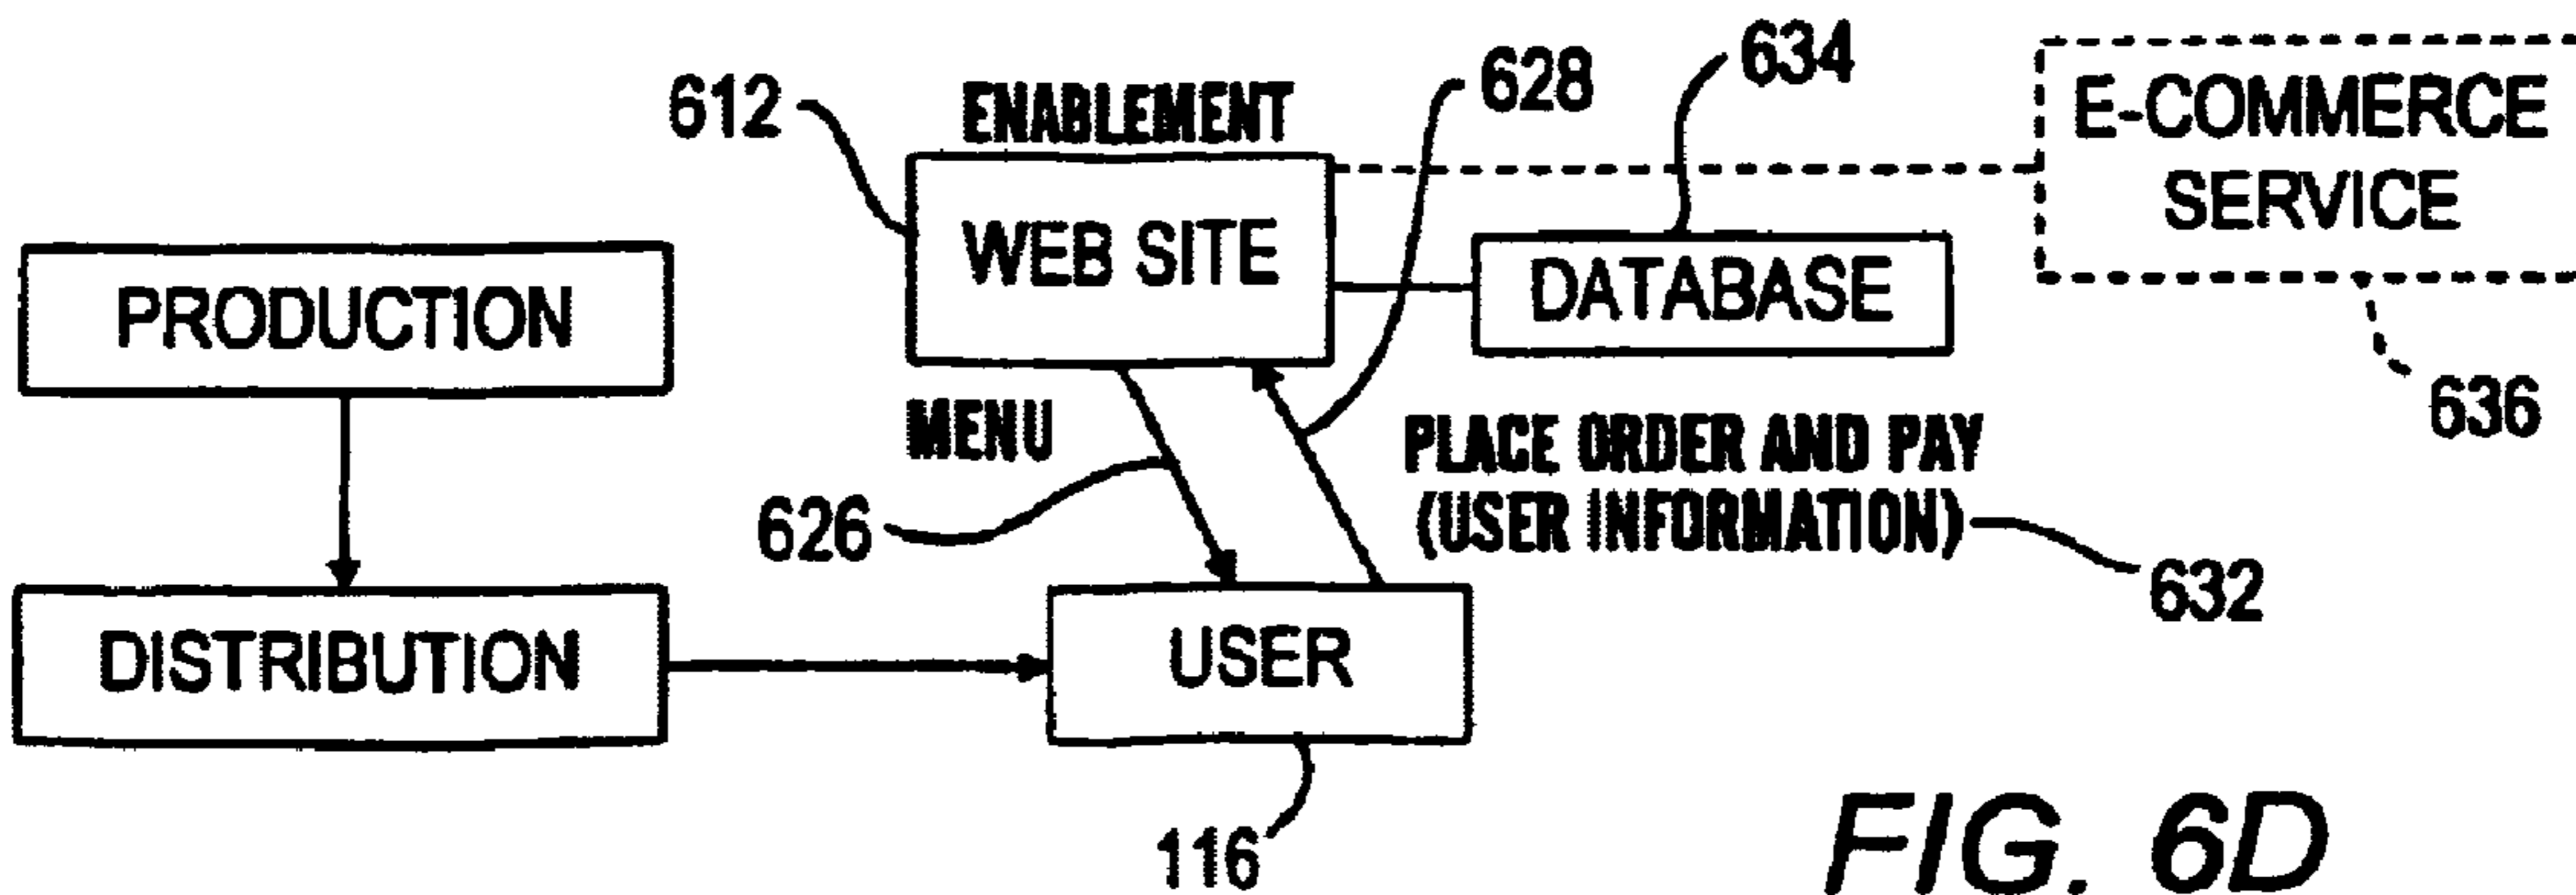 612
ENABLEMENT
628
634
E-COMMERCE
SERVICE
WEB SITE
DATABASE
PRODUCTION
636
MENU
PLACE ORDER AND PAY
(USER INFORMATION)
626
632
DISTRIBUTION
USER
116
FIG. 6D